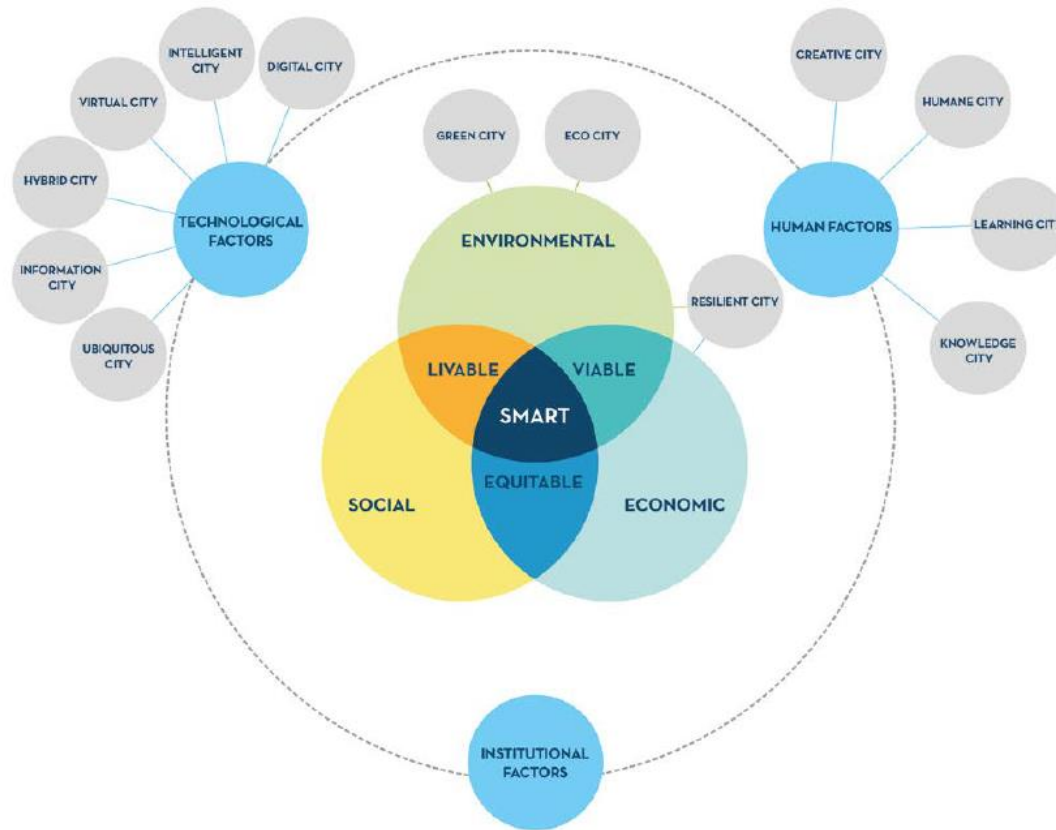 INTELLIGENT
CITY
DIGITAL CITY
VIRTUAL CITY
HYBRID CITY
INFORMATION
CITY
UBIQUITOUS
CITY
TECHNOLOGICAL
FACTORS
GREEN CITY
ECO CITY
ENVIRONMENTAL
RESILIENT CITY
LIVABLE
VIABLE
SMART
EQUITABLE
SOCIAL
ECONOMIC
CREATIVE CITY
HUMANE CITY
HUMAN FACTORS
LEARNING CITY
KNOWLEDGE
CITY
INSTITUTIONAL
FACTORS